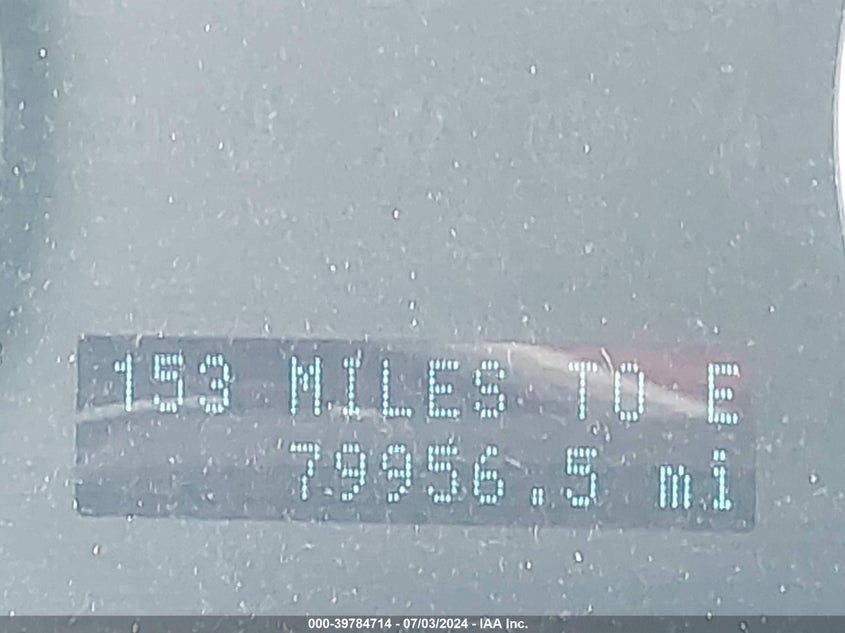 153 MILES TO E
79956.5 mi
000-39784714 - 07/03/2024 - IAA Inc.